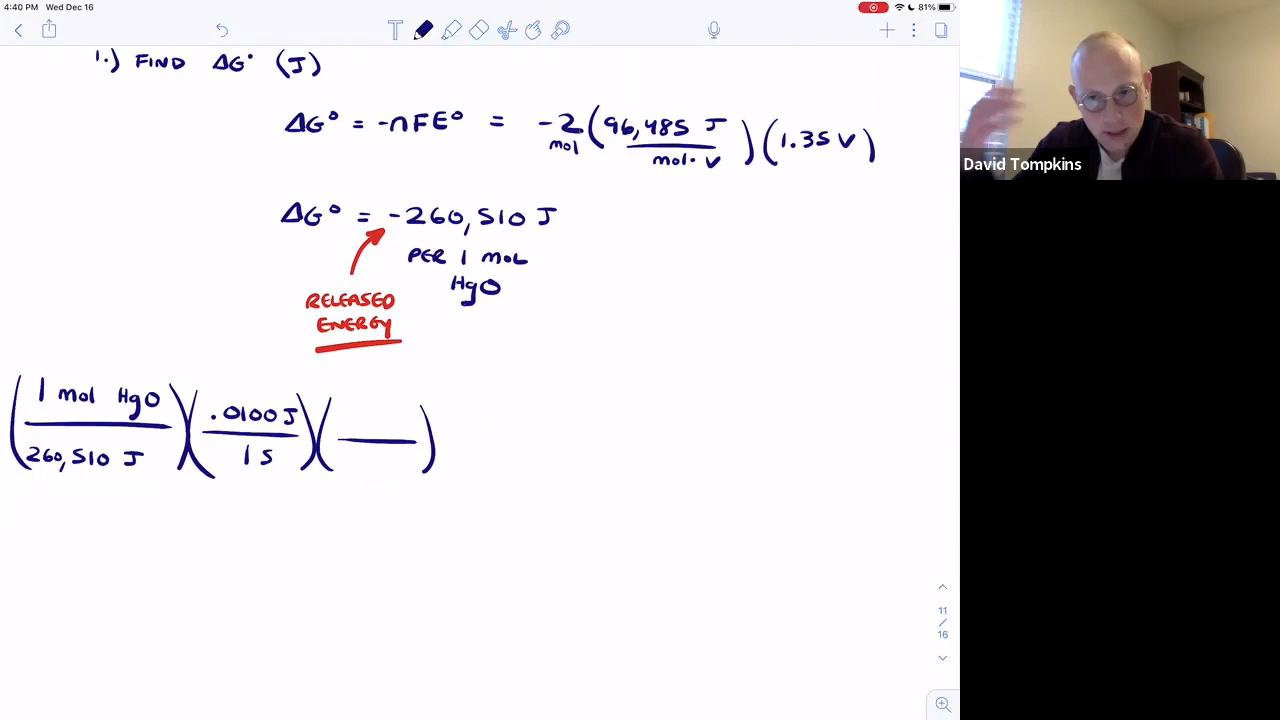 4:40 PM Wed Dec 16
81%
1.) FIND ΔG° (J)
ΔG° = -nFE° = -2 mol (96,485 J / mol·V)(1.35 V)
ΔG° = -260,510 J
PER 1 MOL
HgO
RELEASED
ENERGY
(1 mol HgO / 260,510 J)(.0100 J / 1 s)( )
David Tompkins
11
/
16